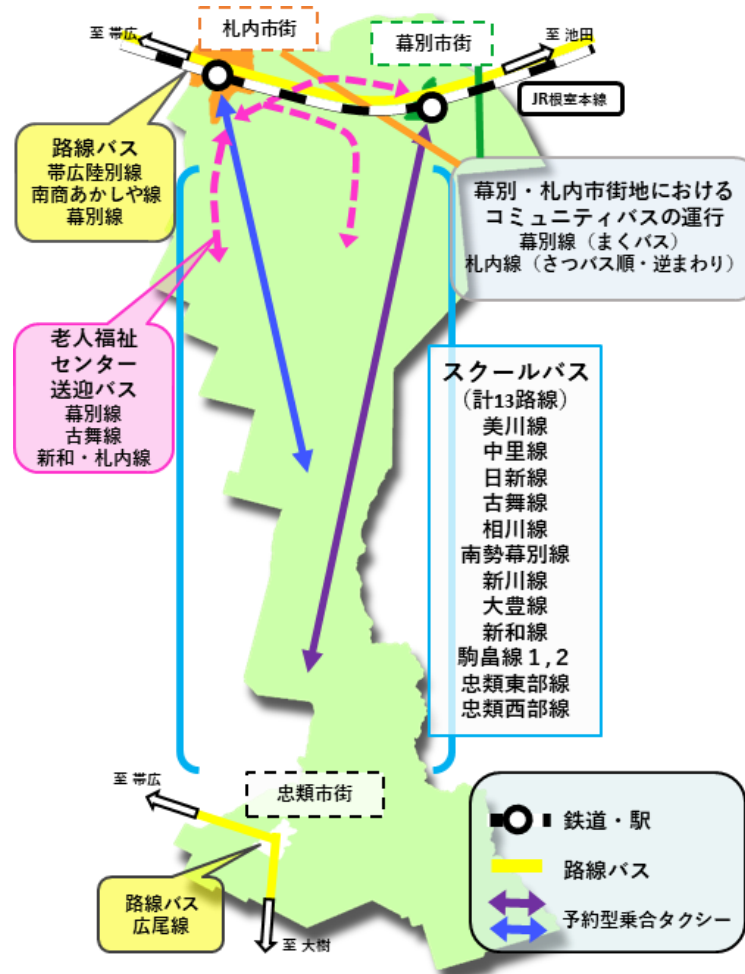 至 帯広
札内市街
幕別市街
至 池田
JR根室本線
路線バス
帯広陸別線
南商あかしや線
幕別線
幕別・札内市街地における
コミュニティバスの運行
幕別線（まくバス）
札内線（さつバス順・逆まわり）
老人福祉
センター
送迎バス
幕別線
古舞線
新和・札内線
スクールバス
（計13路線）
美川線
中里線
日新線
古舞線
相川線
南勢幕別線
新川線
大豊線
新和線
駒畠線１,２
忠類東部線
忠類西部線
至 帯広
忠類市街
路線バス
広尾線
至 大樹
鉄道・駅
路線バス
予約型乗合タクシー